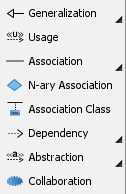 Generalization
«u» Usage
Association
N-ary Association
Association Class
Dependency
«a» Abstraction
Collaboration